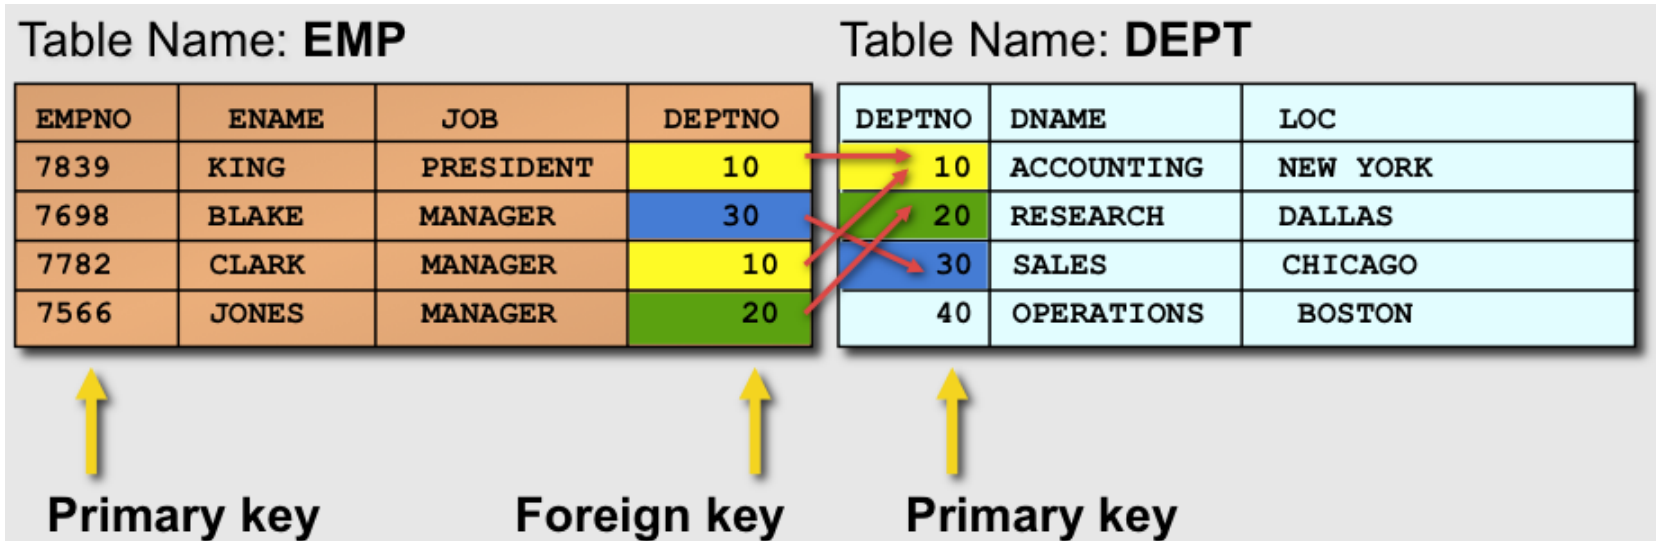 Table Name: EMP
EMPNO ENAME JOB DEPTNO
7839 KING PRESIDENT 10
7698 BLAKE MANAGER 30
7782 CLARK MANAGER 10
7566 JONES MANAGER 20
Primary key Foreign key
Table Name: DEPT
DEPTNO DNAME LOC
10 ACCOUNTING NEW YORK
20 RESEARCH DALLAS
30 SALES CHICAGO
40 OPERATIONS BOSTON
Primary key